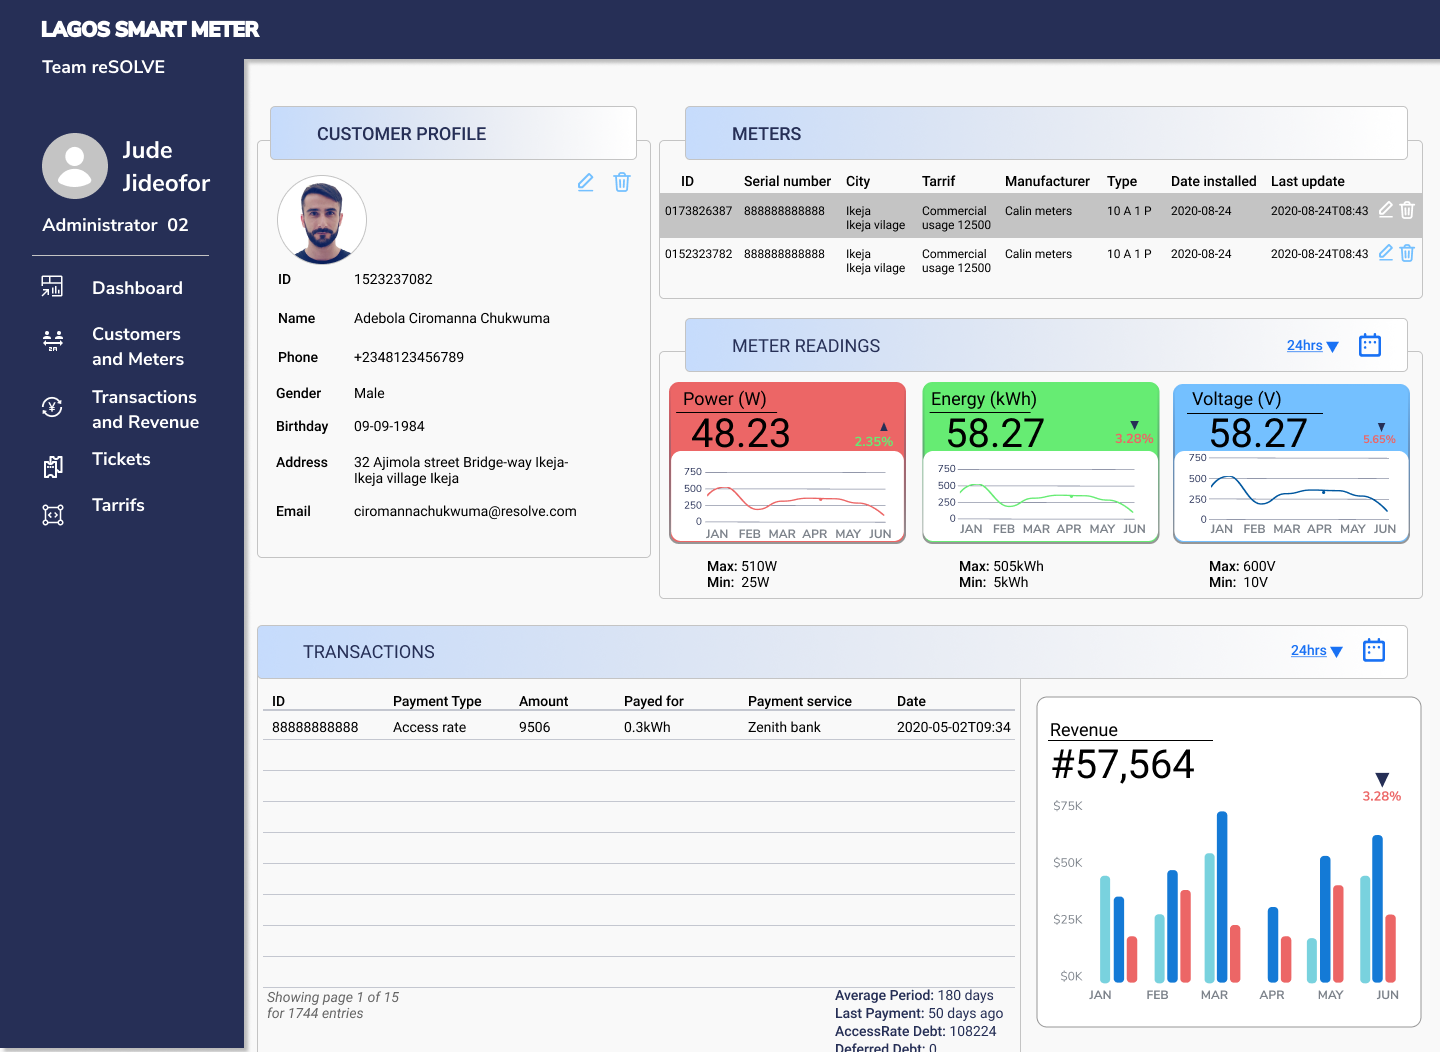 LAGOS SMART METER
Team reSOLVE
Jude
Jideofor
Administrator 02
Dashboard
Customers
and Meters
Transactions
and Revenue
Tickets
Tarrifs
CUSTOMER PROFILE
ID 1523237082
Name Adebola Ciromanna Chukwuma
Phone +2348123456789
Gender Male
Birthday 09-09-1984
Address 32 Ajimola street Bridge-way Ikeja-
Ikeja village Ikeja
Email ciromannachukwuma@resolve.com
METERS
ID Serial number City Tarrif Manufacturer Type Date installed Last update
0173826387 888888888888 Ikeja Commercial Calin meters 10 A 1 P 2020-08-24 2020-08-24T08:43
Ikeja vilage usage 12500
0152323782 888888888888 Ikeja Commercial Calin meters 10 A 1 P 2020-08-24 2020-08-24T08:43
Ikeja vilage usage 12500
METER READINGS 24hrs ▼
Power (W)
48.23
▲
2.35%
750
500
250
0
JAN FEB MAR APR MAY JUN
Max: 510W
Min: 25W
Energy (kWh)
58.27
▼
3.28%
750
500
250
0
JAN FEB MAR APR MAY JUN
Max: 505kWh
Min: 5kWh
Voltage (V)
58.27
▼
5.65%
750
500
250
0
JAN FEB MAR APR MAY JUN
Max: 600V
Min: 10V
TRANSACTIONS 24hrs ▼
ID Payment Type Amount Payed for Payment service Date
88888888888 Access rate 9506 0.3kWh Zenith bank 2020-05-02T09:34
Showing page 1 of 15
for 1744 entries
Average Period: 180 days
Last Payment: 50 days ago
AccessRate Debt: 108224
Deferred Debt: 0
Revenue
#57,564
▼
3.28%
$75K
$50K
$25K
$0K
JAN FEB MAR APR MAY JUN